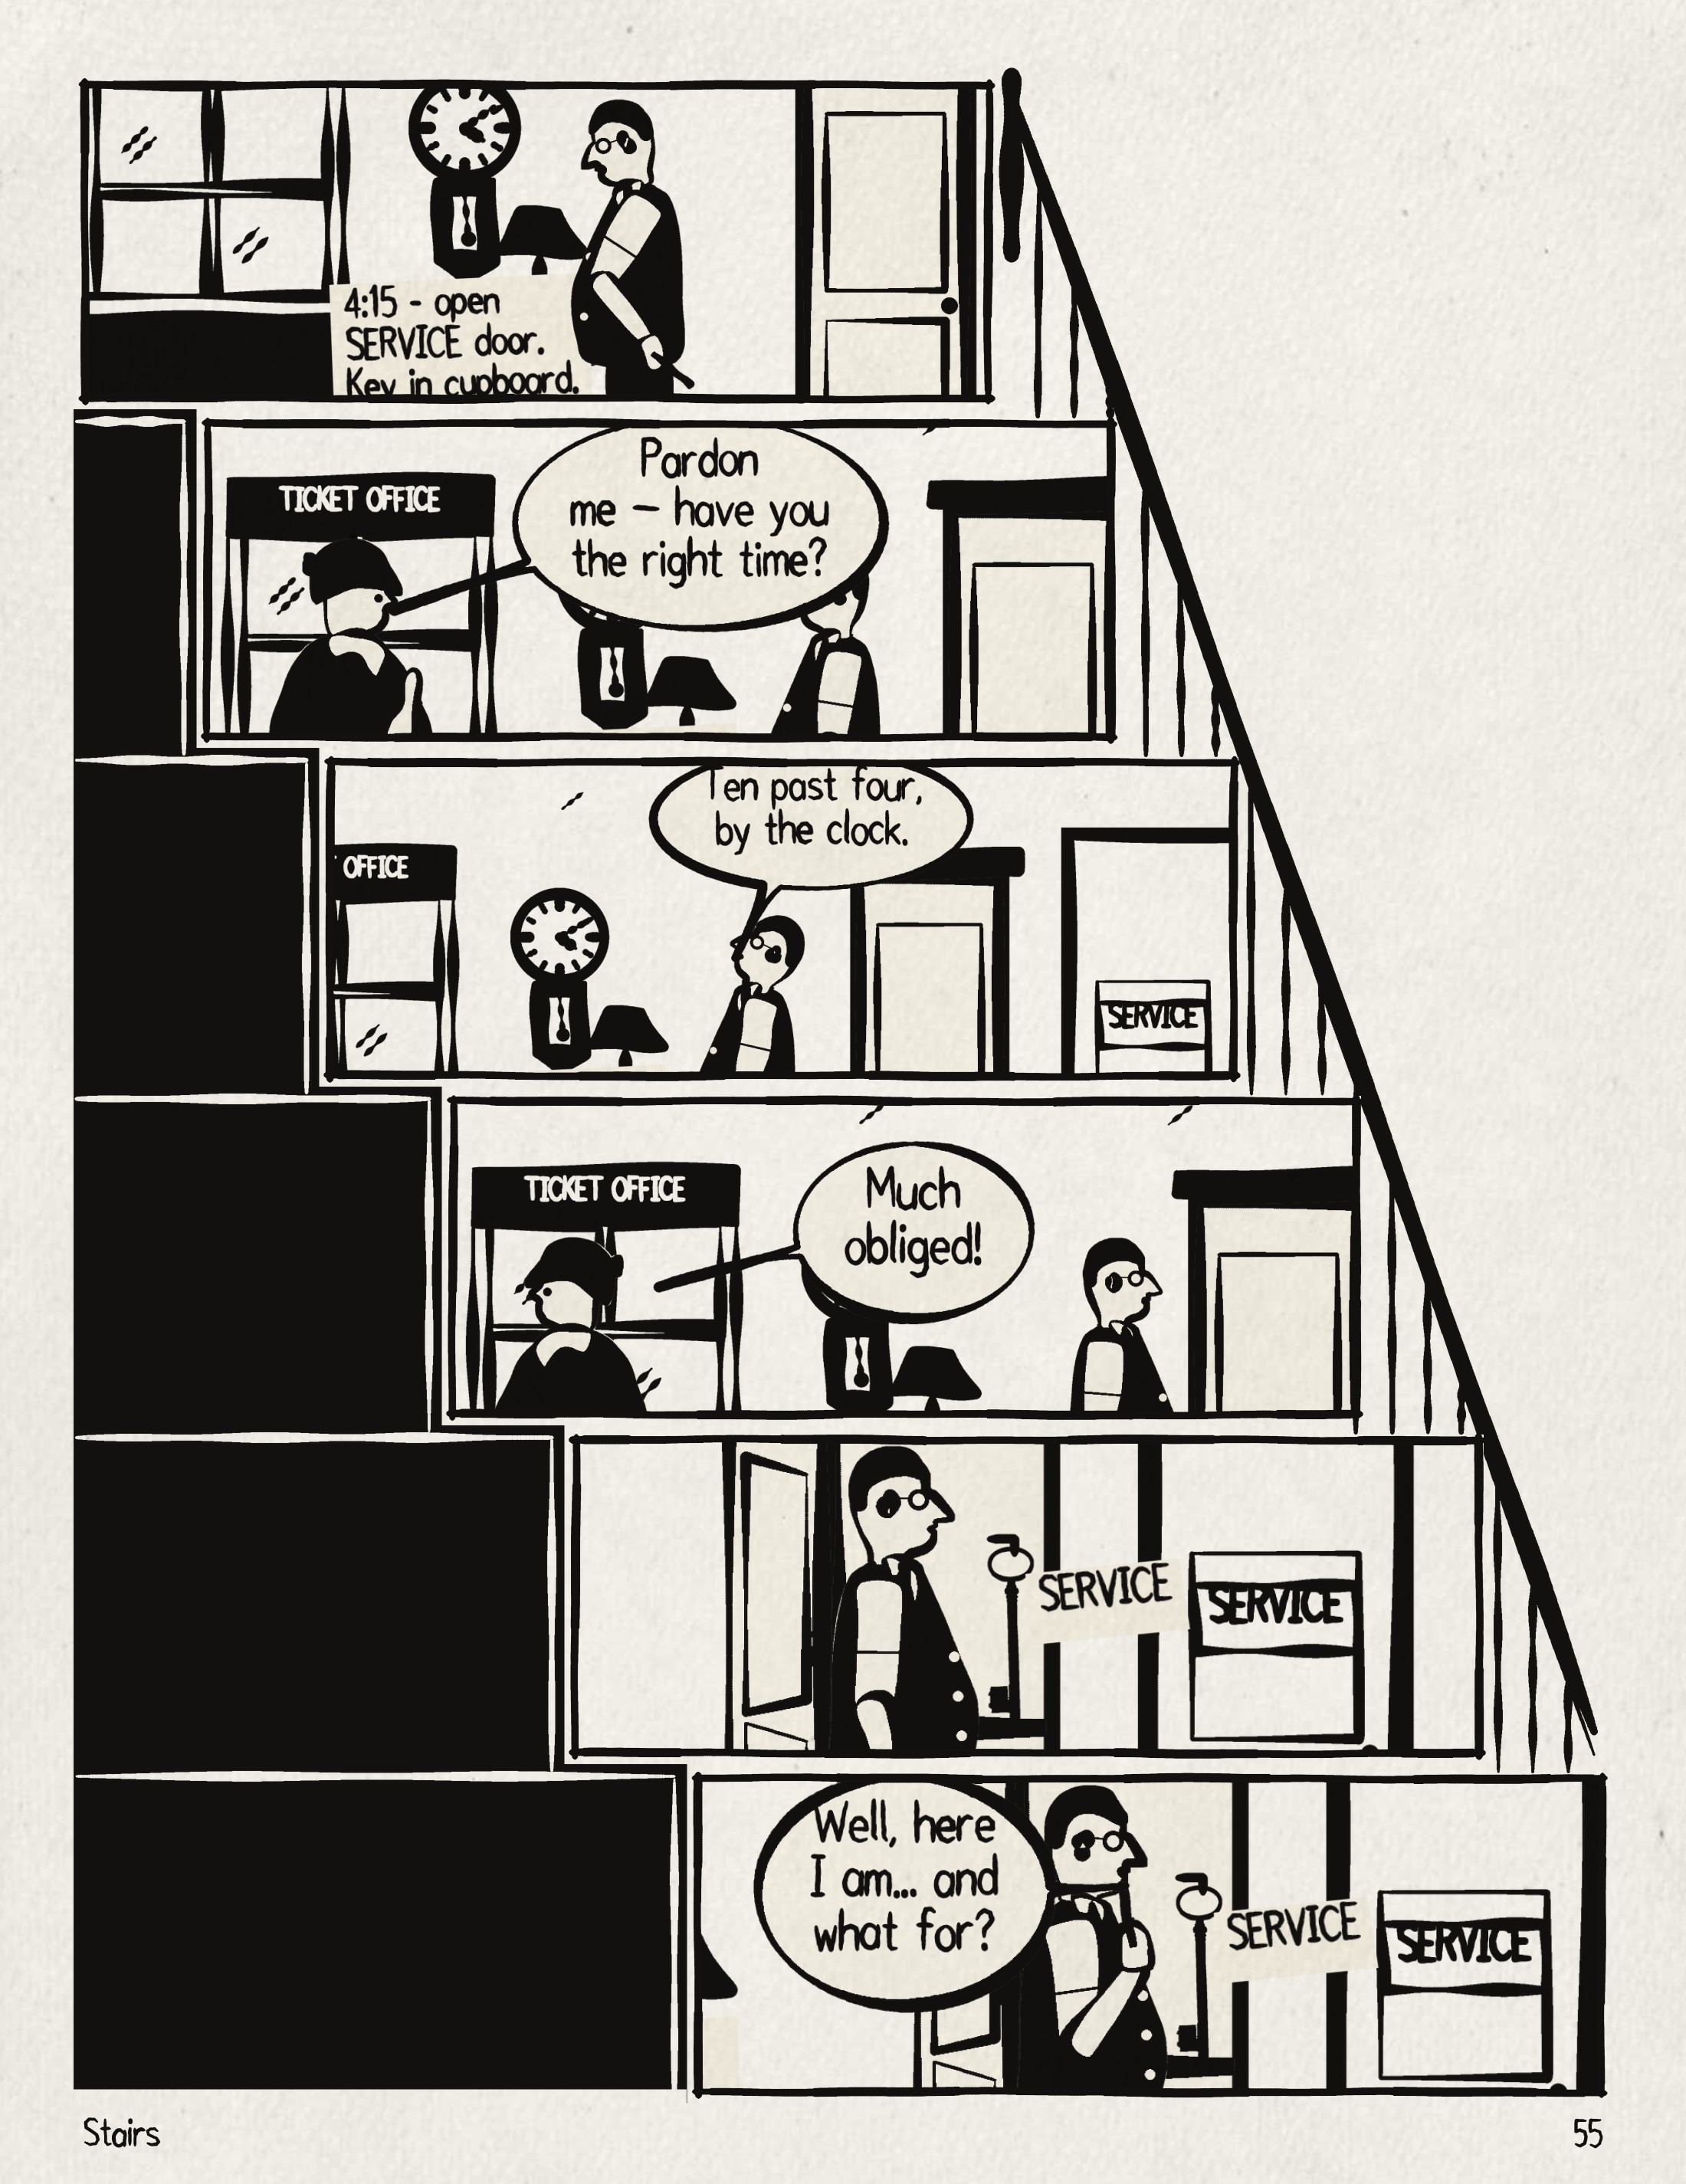 4:15 - open
SERVICE door.
Key in cupboard.
TICKET OFFICE
Pardon
me – have you
the right time?
OFFICE
Ten past four,
by the clock.
SERVICE
TICKET OFFICE
Much
obliged!
SERVICE
SERVICE
Well, here
I am... and
what for?
SERVICE
SERVICE
Stairs
55